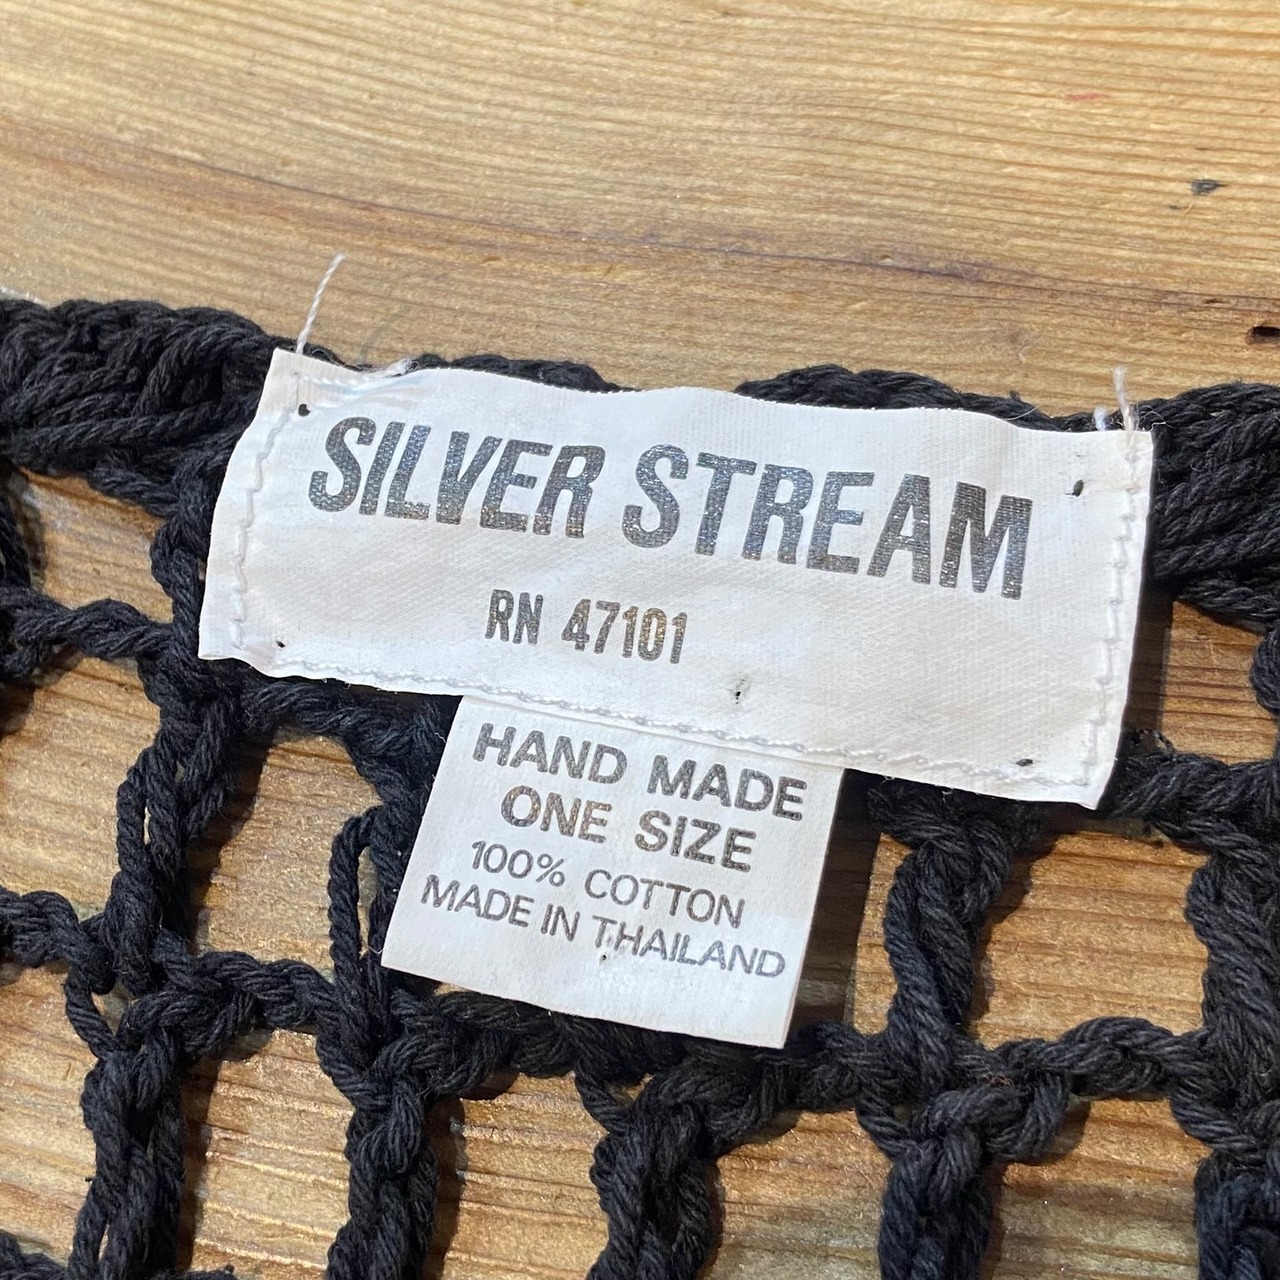 SILVER STREAM
RN 47101
HAND MADE
ONE SIZE
100% COTTON
MADE IN THAILAND